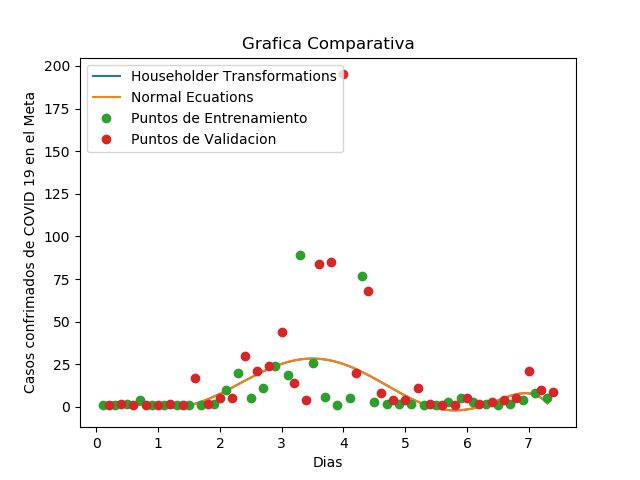 Grafica Comparativa
Householder Transformations
Normal Ecuations
Puntos de Entrenamiento
Puntos de Validacion
Casos confrimados de COVID 19 en el Meta
200
175
150
125
100
75
50
25
0
0 1 2 3 4 5 6 7
Dias